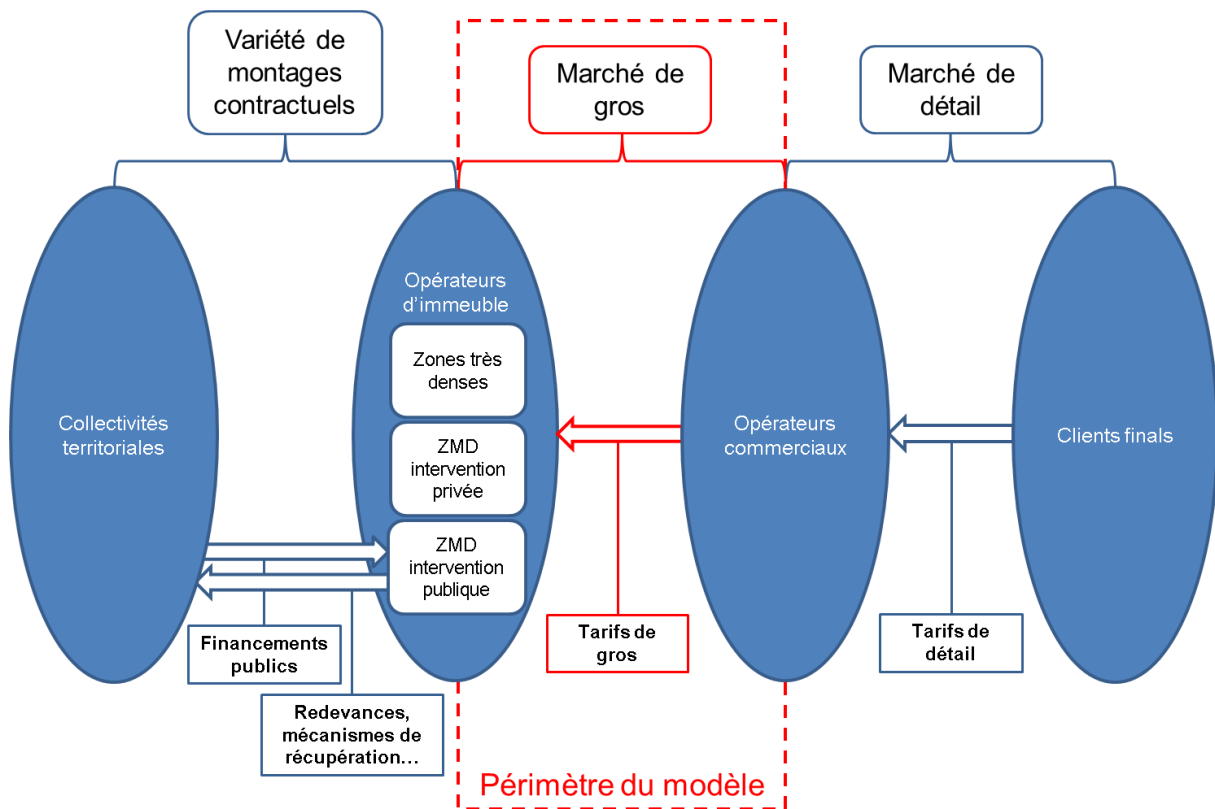 Variété de
montages
contractuels
Marché de
gros
Marché de
détail
Collectivités
territoriales
Opérateurs
d'immeuble
Zones très
denses
ZMD
intervention
privée
ZMD
intervention
publique
Opérateurs
commerciaux
Clients finals
Financements
publics
Redevances,
mécanismes de
récupération…
Tarifs de
gros
Tarifs de
détail
Périmètre du modèle